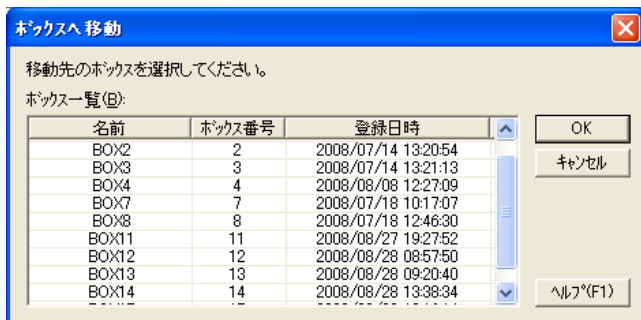 ボックスへ移動
移動先のボックスを選択してください。
ボックス一覧(B):
名前 ボックス番号 登録日時
BOX2 2 2008/07/14 13:20:54
BOX3 3 2008/07/14 13:21:13
BOX4 4 2008/08/08 12:27:09
BOX7 7 2008/07/18 10:17:07
BOX8 8 2008/07/18 12:46:30
BOX11 11 2008/08/27 19:27:52
BOX12 12 2008/08/28 08:57:50
BOX13 13 2008/08/28 09:20:40
BOX14 14 2008/08/28 13:38:34
OK
キャンセル
ヘルプ(F1)